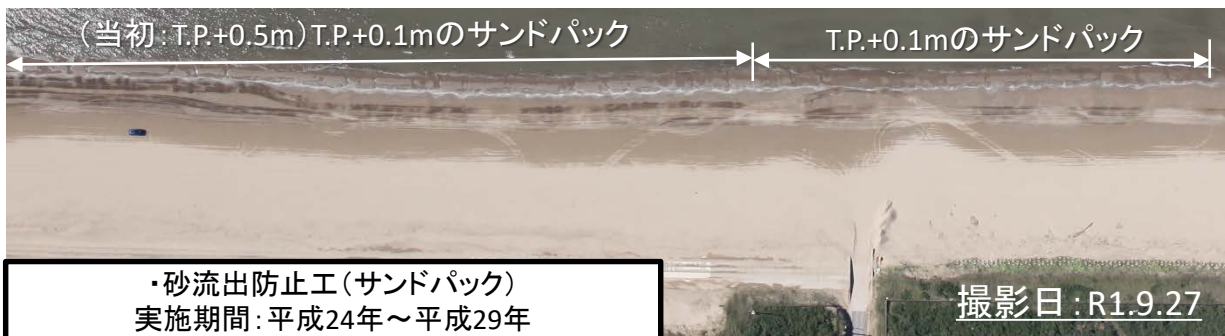 (当初:T.P.+0.5m)T.P.+0.1mのサンドパック
T.P.+0.1mのサンドパック
・砂流出防止工(サンドパック)
実施期間:平成24年~平成29年
撮影日:R1.9.27